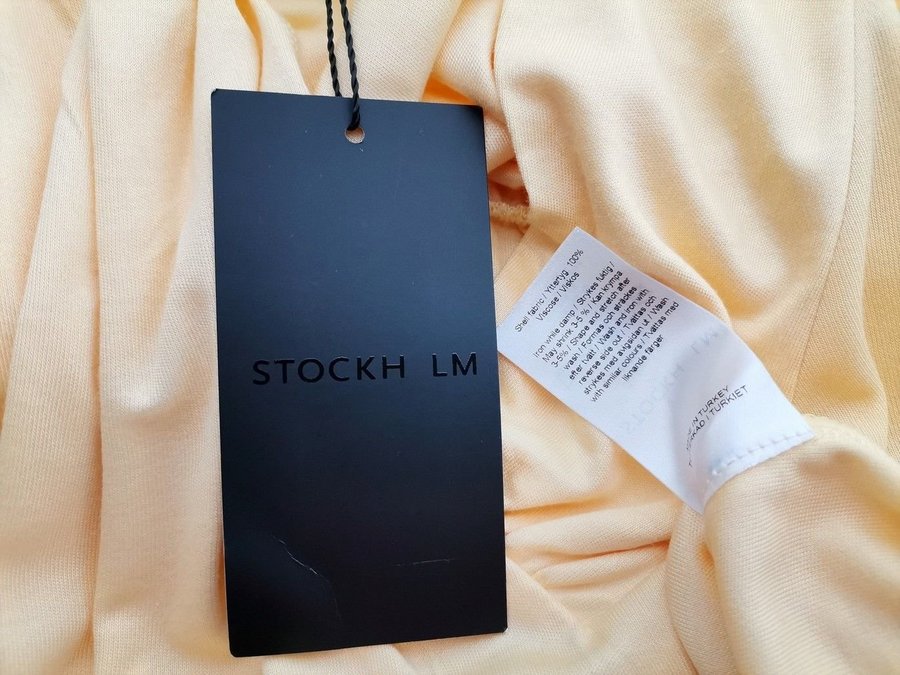 STOCKH LM
Shell fabric / Yttertyg 100%
Viscose / Viskos
Iron while damp / Strykes fuktig /
May shrink 3-5 % / Kan krympa
3-5% / Shape and stretch after
wash / Formas och sträckes
efter tvätt / Wash and iron with
reverse side out / Tvättas och
strykes med avigsidan ut / Wash
with similar colours / Tvättas med
liknande färger
IN TURKEY
I TURKIET